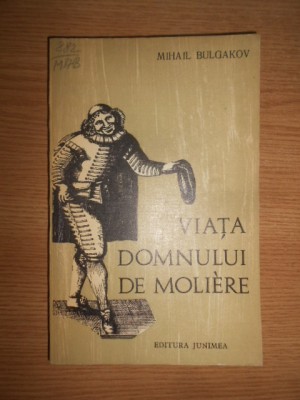 MIHAIL BULGAKOV
VIAȚA
DOMNULUI
DE MOLIÈRE
EDITURA JUNIMEA